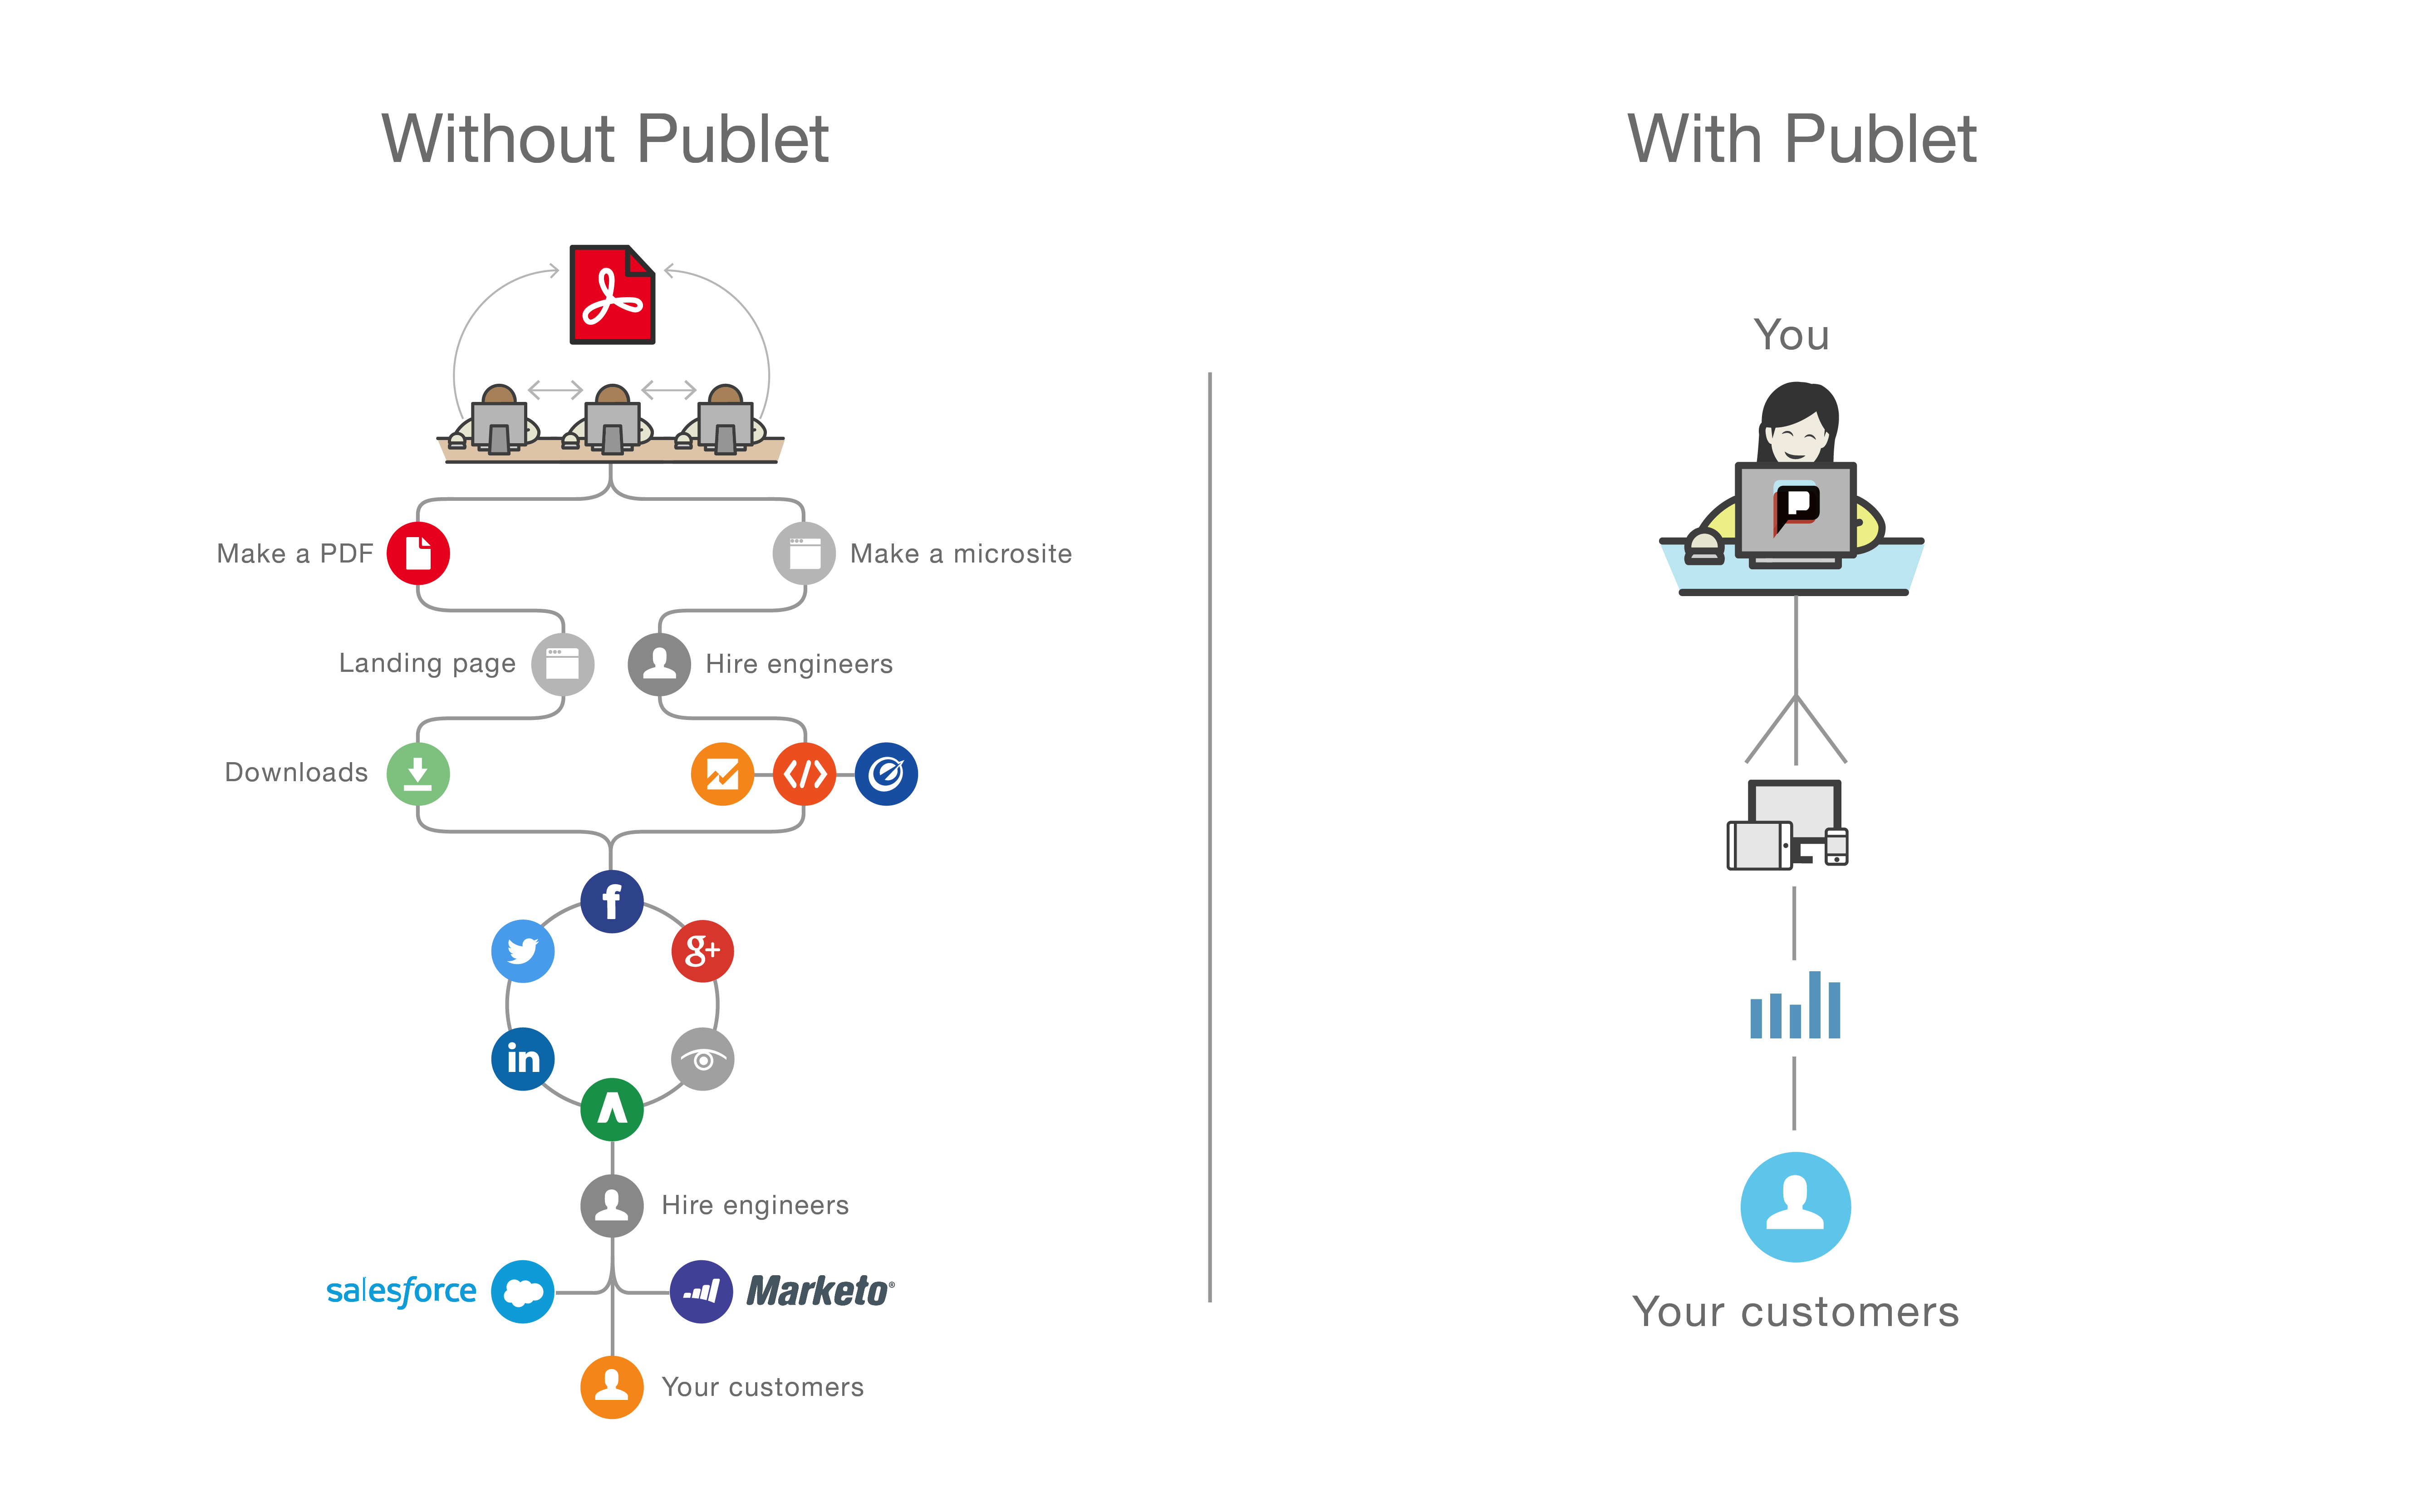 Without Publet
With Publet
You
Make a PDF
Make a microsite
Landing page
Hire engineers
Downloads
f
g+
in
Hire engineers
salesforce
Marketo®
Your customers
Your customers